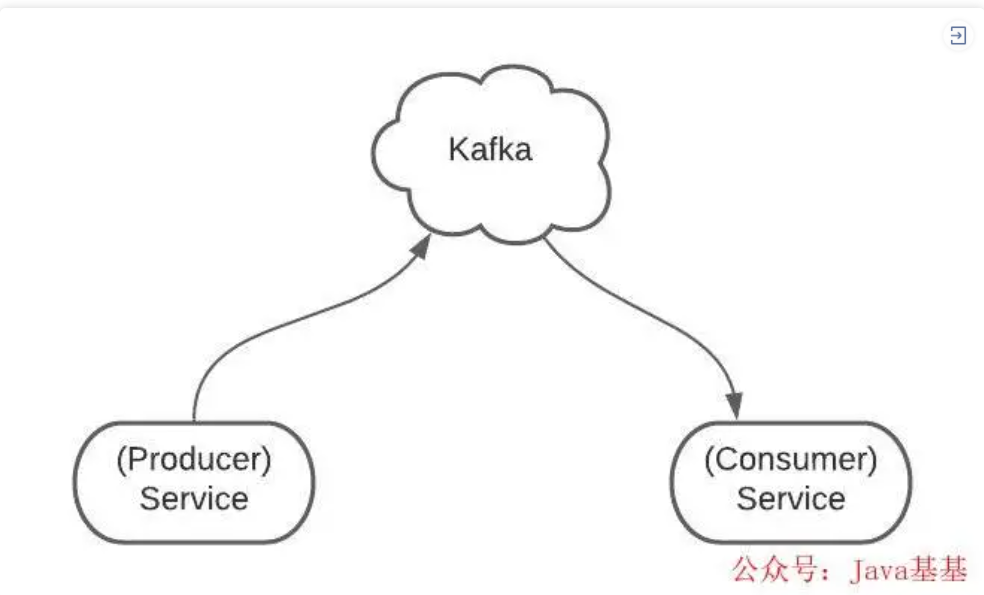 Kafka
(Producer)
Service
(Consumer)
Service
公众号：Java基基